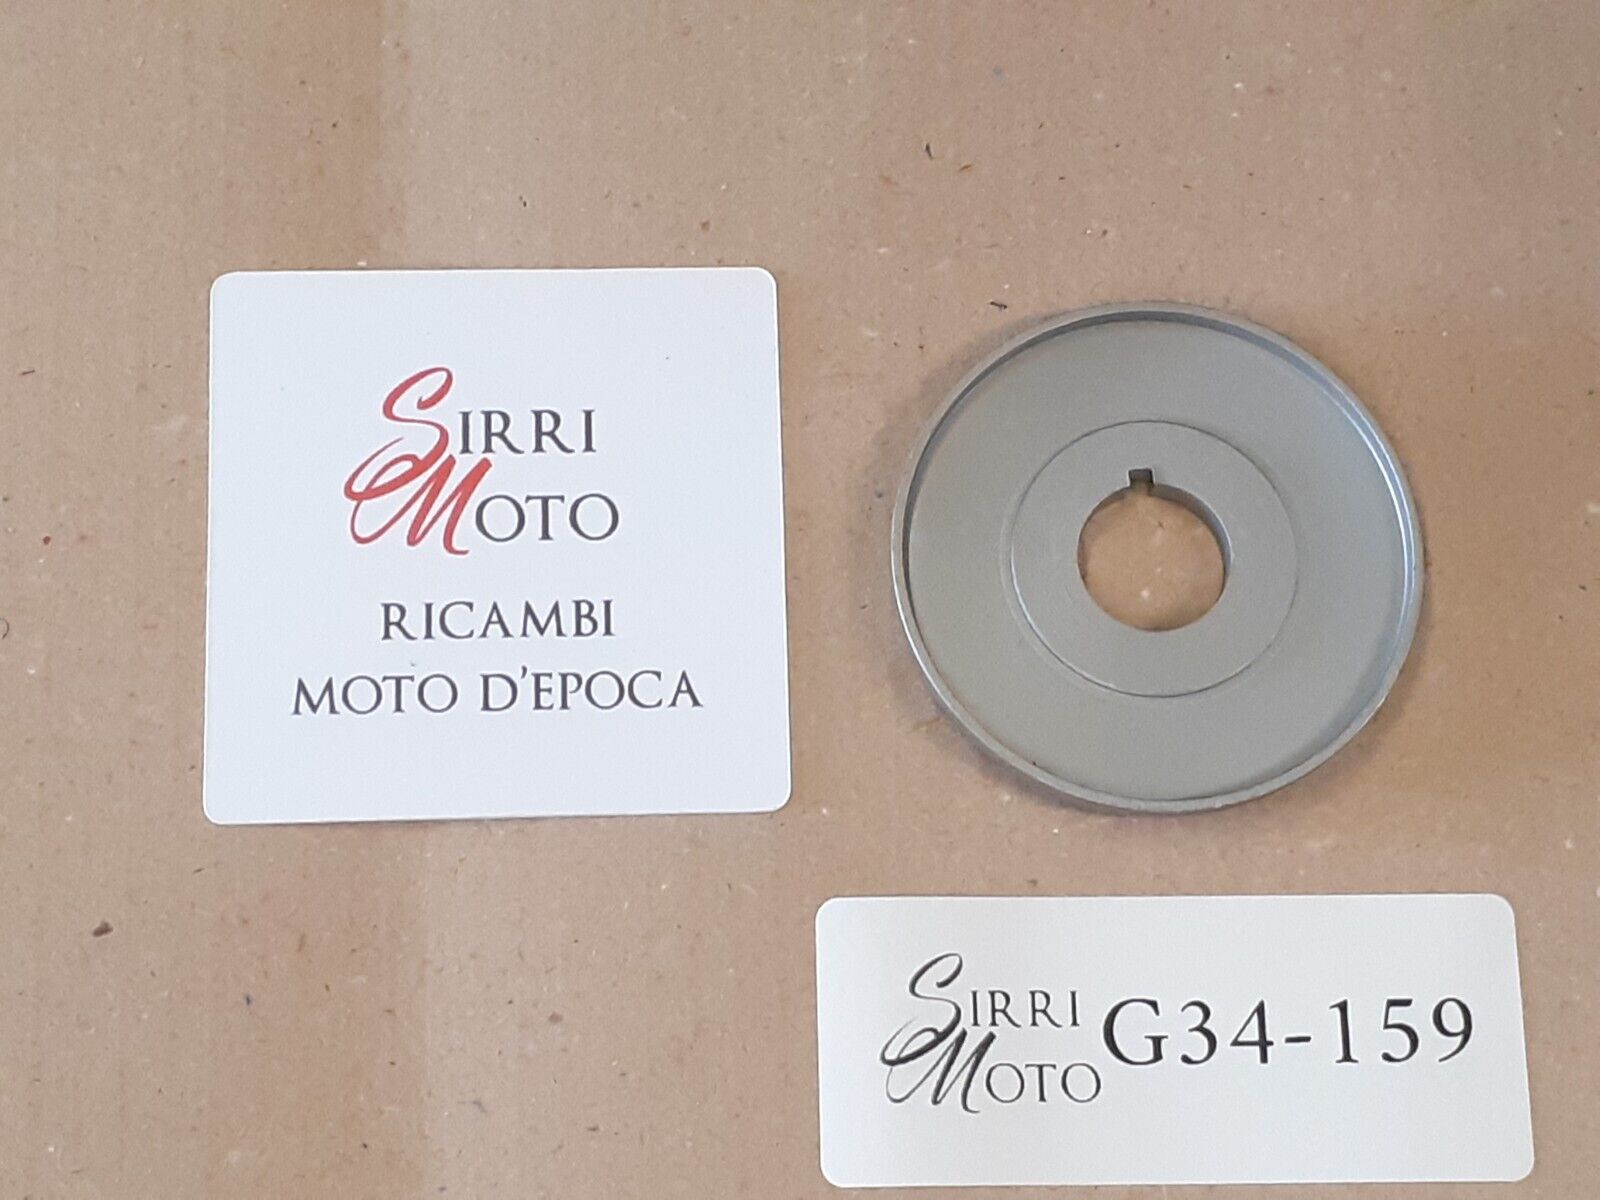 SIRRI
MOTO
RICAMBI
MOTO D'EPOCA
SIRRI
MOTO
G34-159